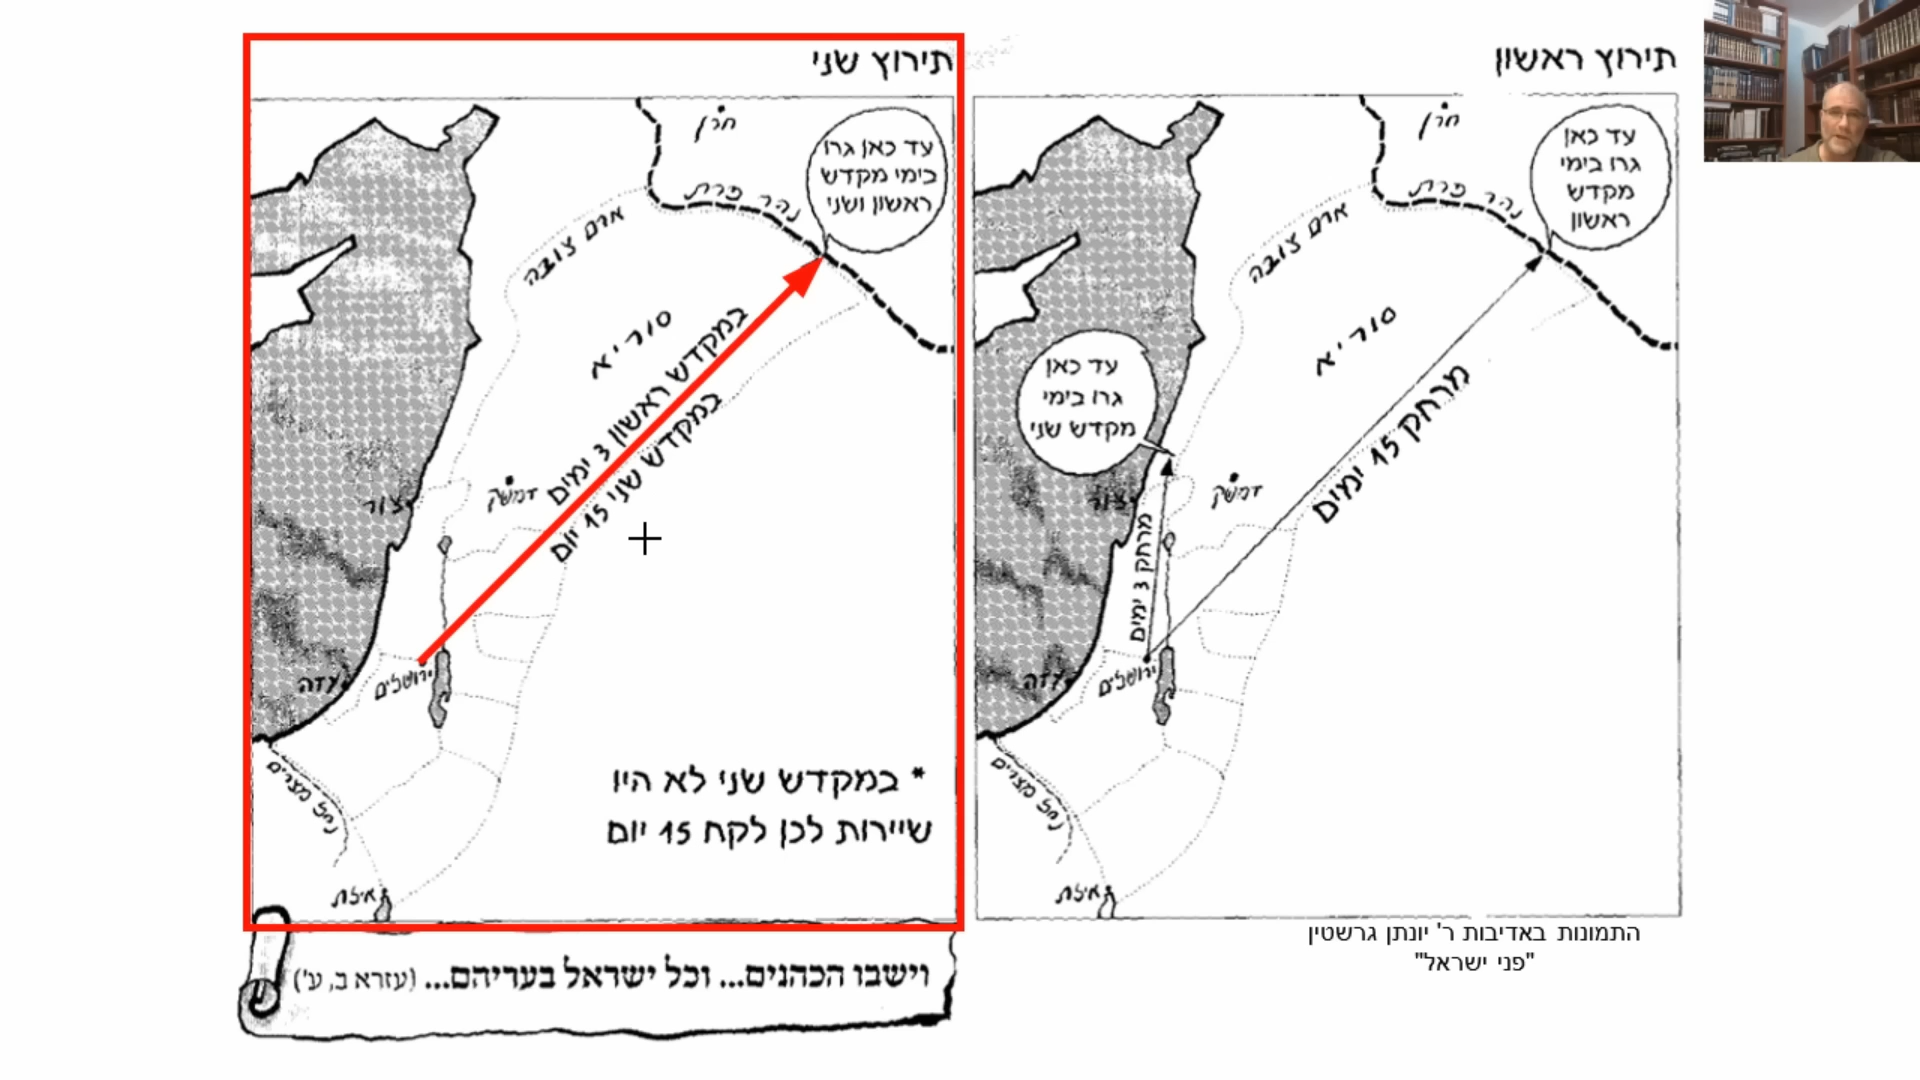 תירוץ ראשון
חרן
עד כאן
גרו בימי
מקדש
ראשון
נהר פרת
ארם צובה
סוריא
עד כאן
גרו בימי
מקדש שני
מרחק 15 ימים
דמשק
צור
מרחק 3 ימים
ירושלים
עזה
נחל מצרים
אילת
התמונות באדיבות ר' יונתן גרשטין
"פני ישראל"
תירוץ שני
חרן
עד כאן גרו
בימי מקדש
ראשון ושני
נהר פרת
ארם צובה
סוריא
במקדש ראשון 3 ימים
במקדש שני 15 יום
דמשק
צור
ירושלים
עזה
נחל מצרים
* במקדש שני לא היו
שיירות לכן לקח 15 יום
אילת
וישבו הכהנים... וכל ישראל בעריהם... (עזרא ב, ע')